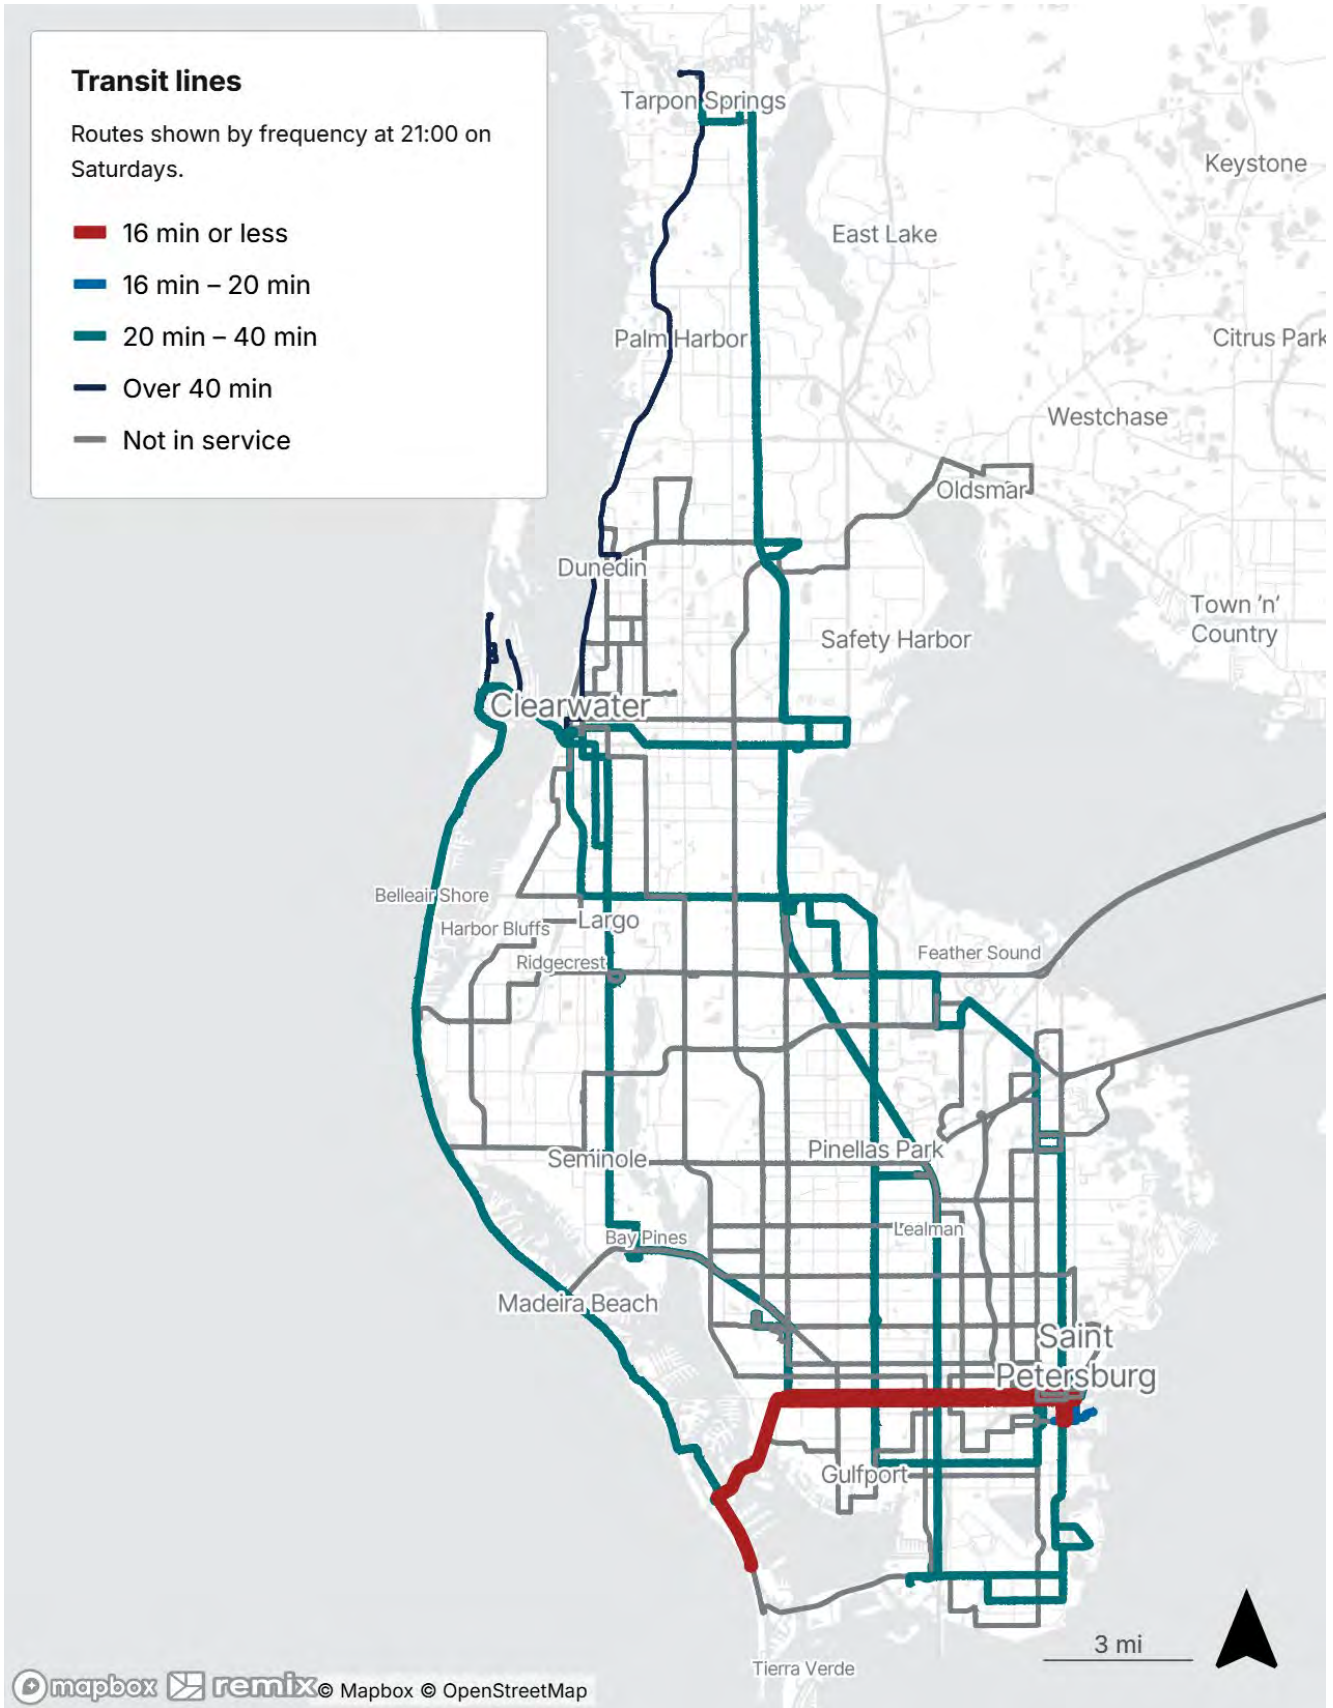 Transit lines
Routes shown by frequency at 21:00 on
Saturdays.
16 min or less
16 min – 20 min
20 min – 40 min
Over 40 min
Not in service
Tarpon Springs
Keystone
East Lake
Palm Harbor
Citrus Park
Westchase
Oldsmar
Dunedin
Town ’n’
Country
Safety Harbor
Clearwater
Belleair Shore
Largo
Harbor Bluffs
Feather Sound
Ridgecrest
Pinellas Park
Seminole
Lealman
Bay Pines
Madeira Beach
Saint
Petersburg
Gulfport
3 mi
Tierra Verde
mapbox remix © Mapbox © OpenStreetMap